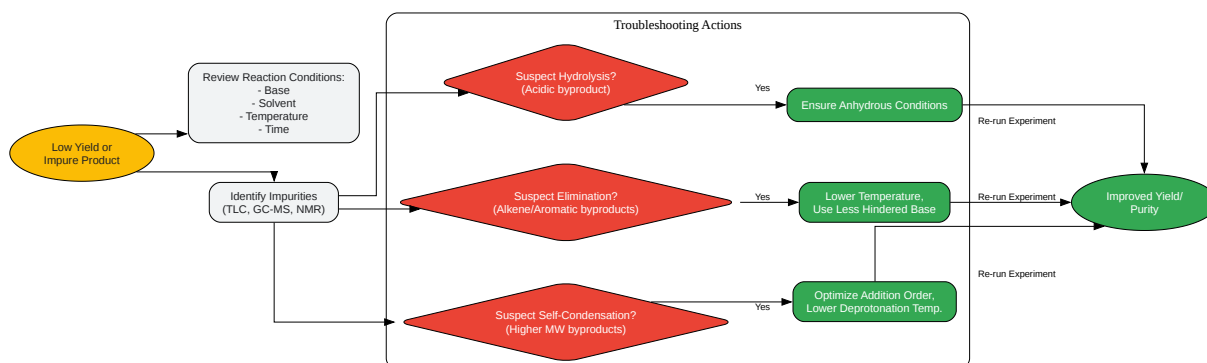 Troubleshooting Actions
Low Yield or
Impure Product
Review Reaction Conditions:
- Base
- Solvent
- Temperature
- Time
Identify Impurities
(TLC, GC-MS, NMR)
Suspect Hydrolysis?
(Acidic byproduct)
Yes
Ensure Anhydrous Conditions
Re-run Experiment
Suspect Elimination?
(Alkene/Aromatic byproducts)
Yes
Lower Temperature,
Use Less Hindered Base
Re-run Experiment
Improved Yield/
Purity
Suspect Self-Condensation?
(Higher MW byproducts)
Yes
Optimize Addition Order,
Lower Deprotonation Temp.
Re-run Experiment